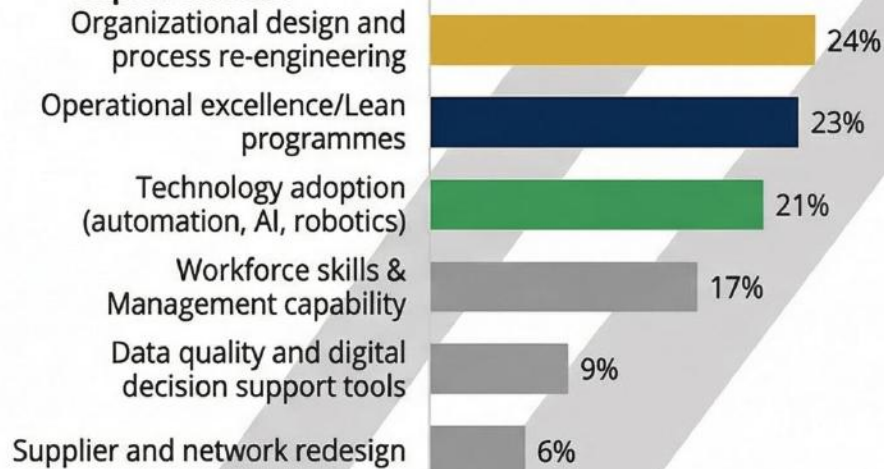 Organizational design and
process re-engineering
24%
Operational excellence/Lean
programmes
23%
Technology adoption
(automation, AI, robotics)
21%
Workforce skills &
Management capability
17%
Data quality and digital
decision support tools
9%
Supplier and network redesign
6%